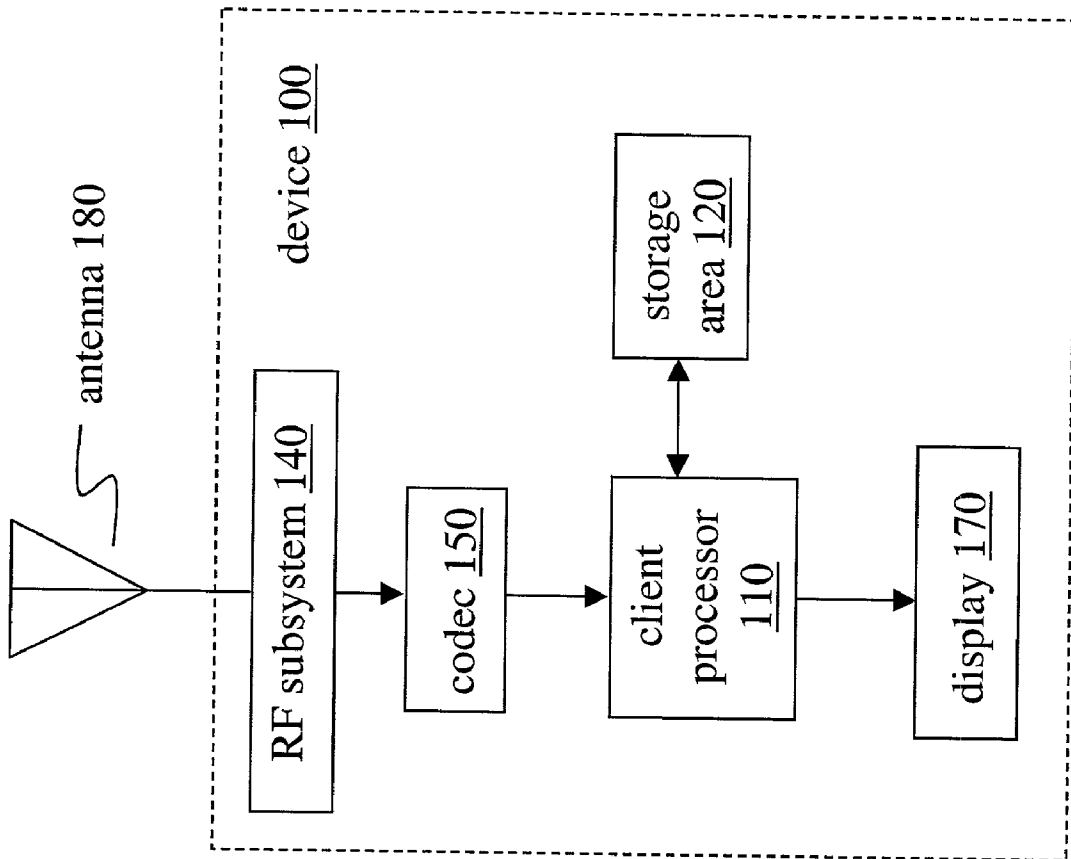 antenna 180
device 100
RF subsystem 140
codec 150
client
processor
110
storage
area 120
display 170